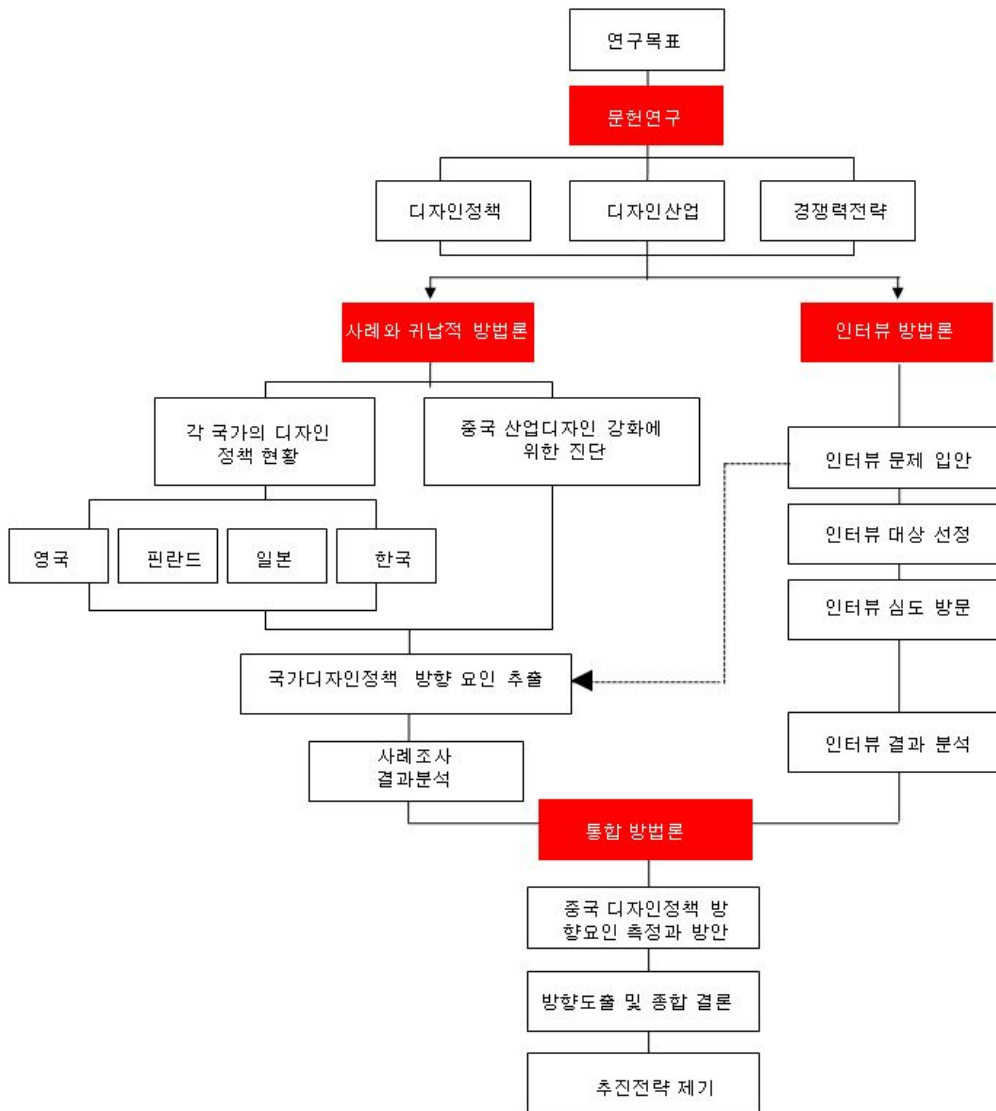 연구목표
문헌연구
디자인정책
디자인산업
경쟁력전략
사례와 귀납적 방법론
인터뷰 방법론
각 국가의 디자인
정책 현황
중국 산업디자인 강화에
위한 진단
인터뷰 문제 입안
영국
핀란드
일본
한국
인터뷰 대상 선정
인터뷰 심도 방문
국가디자인정책 방향 요인 추출
사례조사
결과분석
인터뷰 결과 분석
통합 방법론
중국 디자인정책 방
향요인 측정과 방안
방향도출 및 종합 결론
추진전략 제기